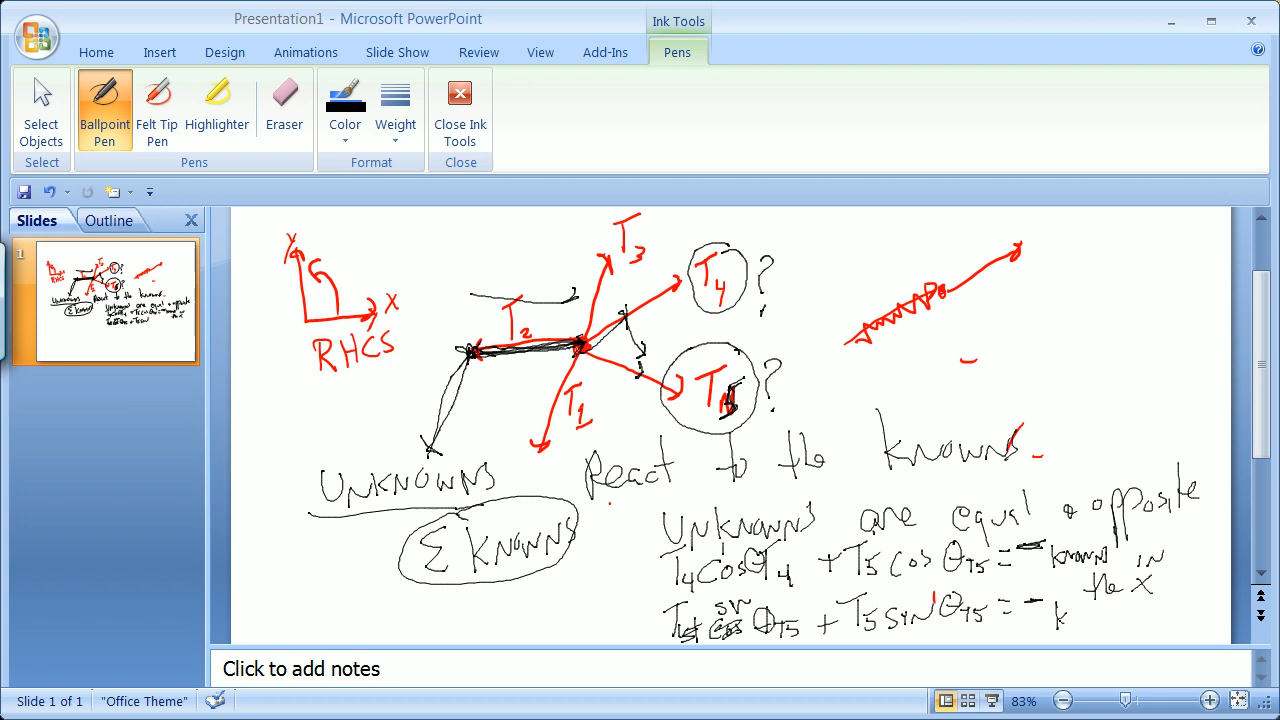 Presentation1 - Microsoft PowerPoint
Ink Tools
Home Insert Design Animations Slide Show Review View Add-Ins Pens
Select Objects
Ballpoint Pen
Felt Tip Pen
Highlighter
Eraser
Color
Weight
Close Ink Tools
Select Pens Format Close
Slides Outline
1
Y
X
RHCS
T3
T4 ?
T2
T1
T5 ?
React to the knowns
Unknowns
Σ Knowns
Unknowns are equal & opposite
T4 Cos θT4 + T5 Cos θT5 = - known in the x
sin θT5 + T5 sin θT5 = - k
Click to add notes
Slide 1 of 1 "Office Theme" 83%